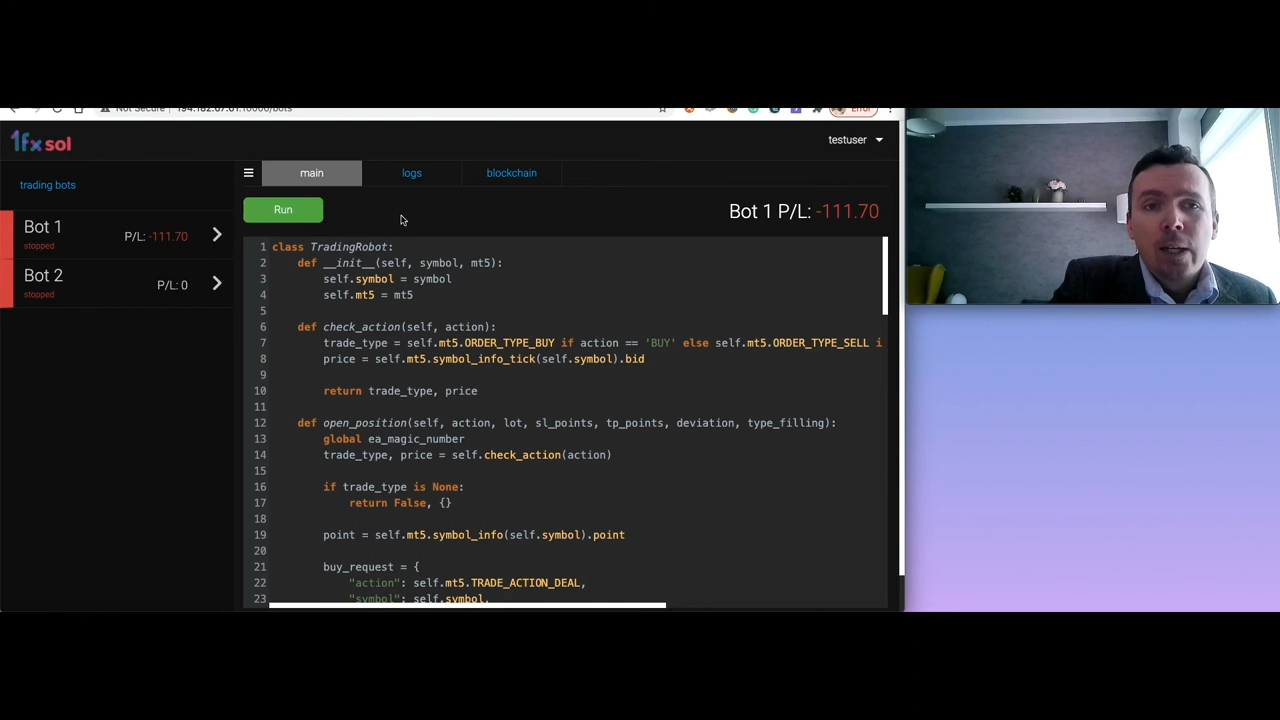 Not Secure
Error
1fx sol
testuser
trading bots
main
logs
blockchain
Run
Bot 1 P/L: -111.70
Bot 1
stopped
P/L: -111.70
Bot 2
stopped
P/L: 0
1 class TradingRobot:
2 def __init__(self, symbol, mt5):
3 self.symbol = symbol
4 self.mt5 = mt5
5
6 def check_action(self, action):
7 trade_type = self.mt5.ORDER_TYPE_BUY if action == 'BUY' else self.mt5.ORDER_TYPE_SELL i
8 price = self.mt5.symbol_info_tick(self.symbol).bid
9
10 return trade_type, price
11
12 def open_position(self, action, lot, sl_points, tp_points, deviation, type_filling):
13 global ea_magic_number
14 trade_type, price = self.check_action(action)
15
16 if trade_type is None:
17 return False, {}
18
19 point = self.mt5.symbol_info(self.symbol).point
20
21 buy_request = {
22 "action": self.mt5.TRADE_ACTION_DEAL,
23 "symbol": self.symbol,